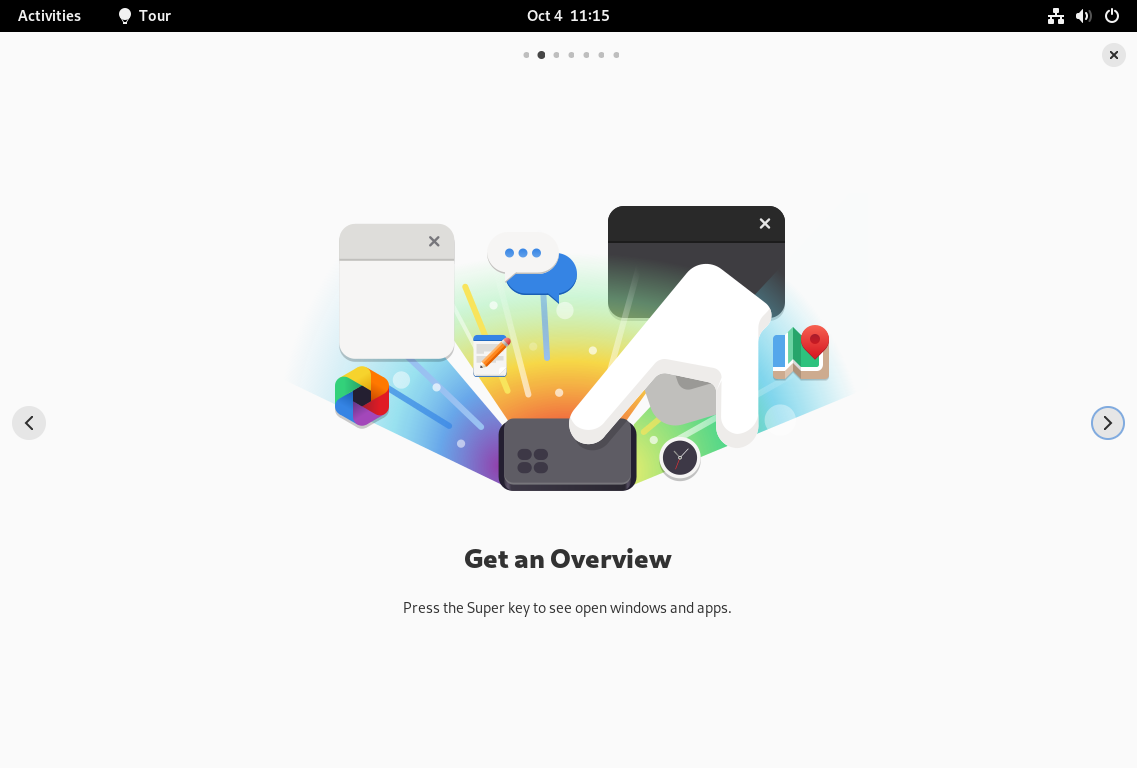 Activities
Tour
Oct 4 11:15
Get an Overview
Press the Super key to see open windows and apps.